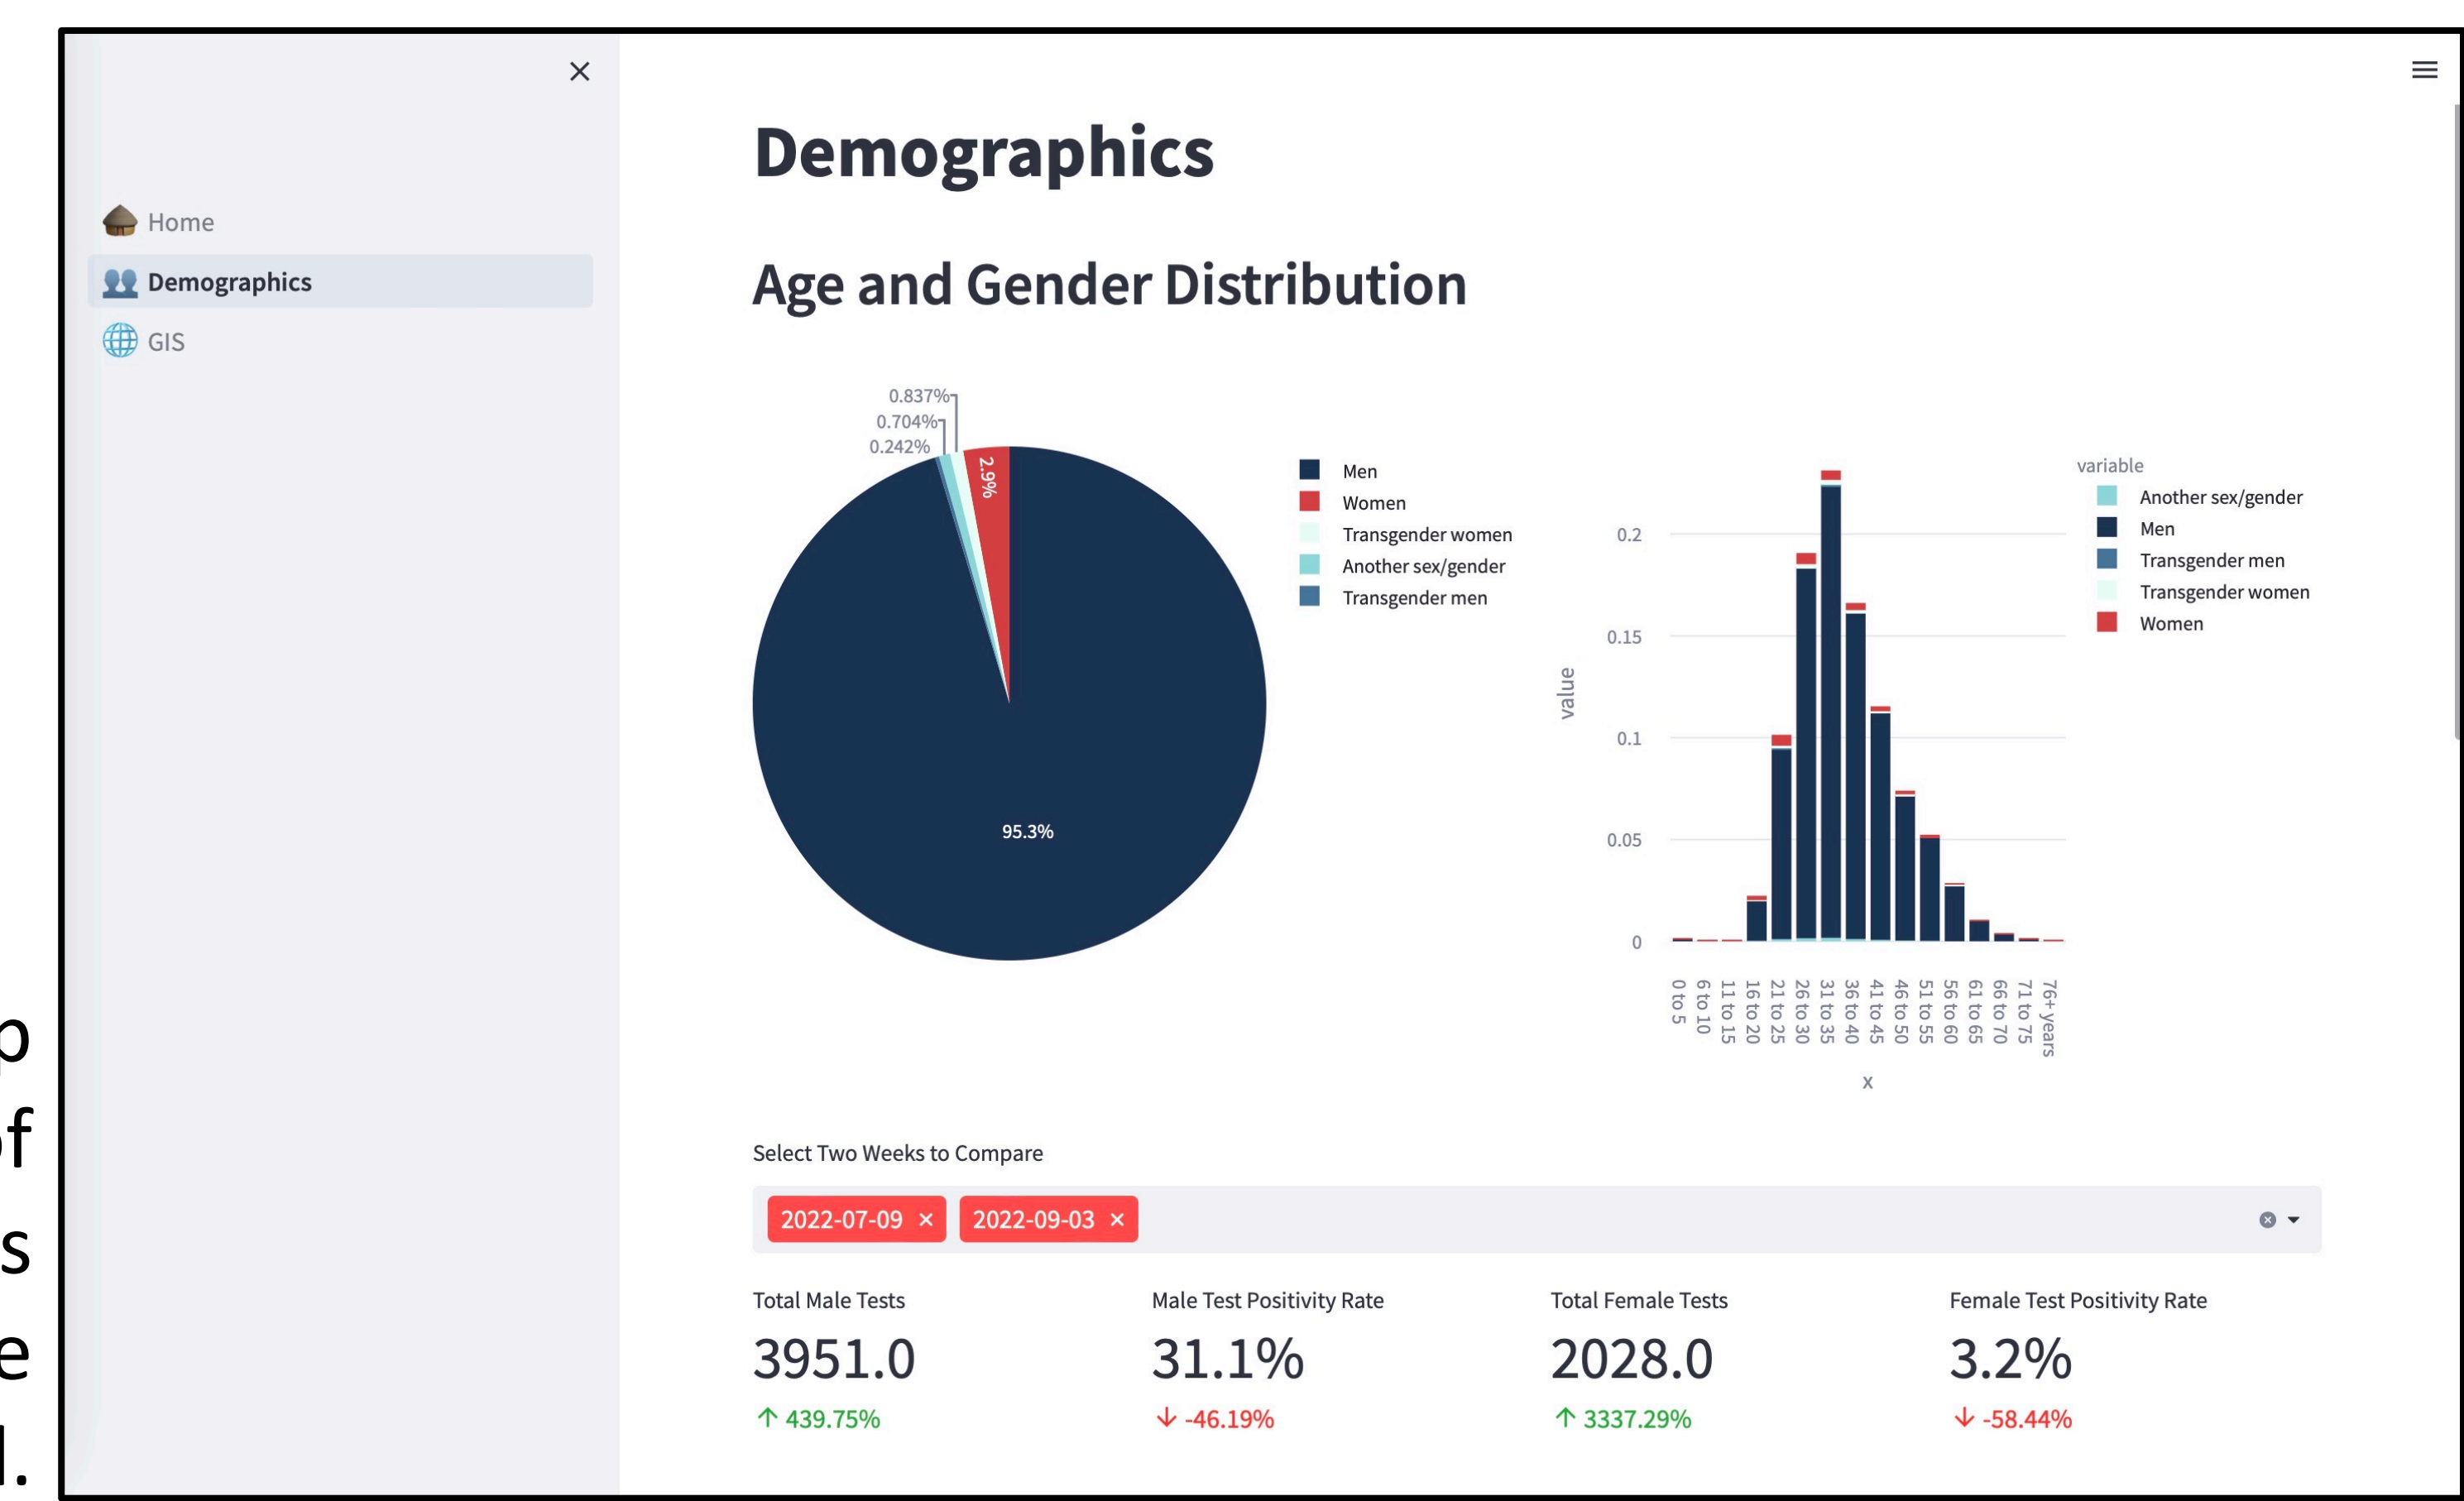 Home
Demographics
GIS
Demographics
Age and Gender Distribution
0.837%
0.704%
0.242%
2.9%
95.3%
Men
Women
Transgender women
Another sex/gender
Transgender men
variable
Another sex/gender
Men
Transgender men
Transgender women
Women
value
0.2
0.15
0.1
0.05
0
0 to 5
6 to 10
11 to 15
16 to 20
21 to 25
26 to 30
31 to 35
36 to 40
41 to 45
46 to 50
51 to 55
56 to 60
61 to 65
66 to 70
71 to 75
76+ years
x
Select Two Weeks to Compare
2022-07-09 × 2022-09-03 ×
Total Male Tests
3951.0
↑ 439.75%
Male Test Positivity Rate
31.1%
↓ -46.19%
Total Female Tests
2028.0
↑ 3337.29%
Female Test Positivity Rate
3.2%
↓ -58.44%